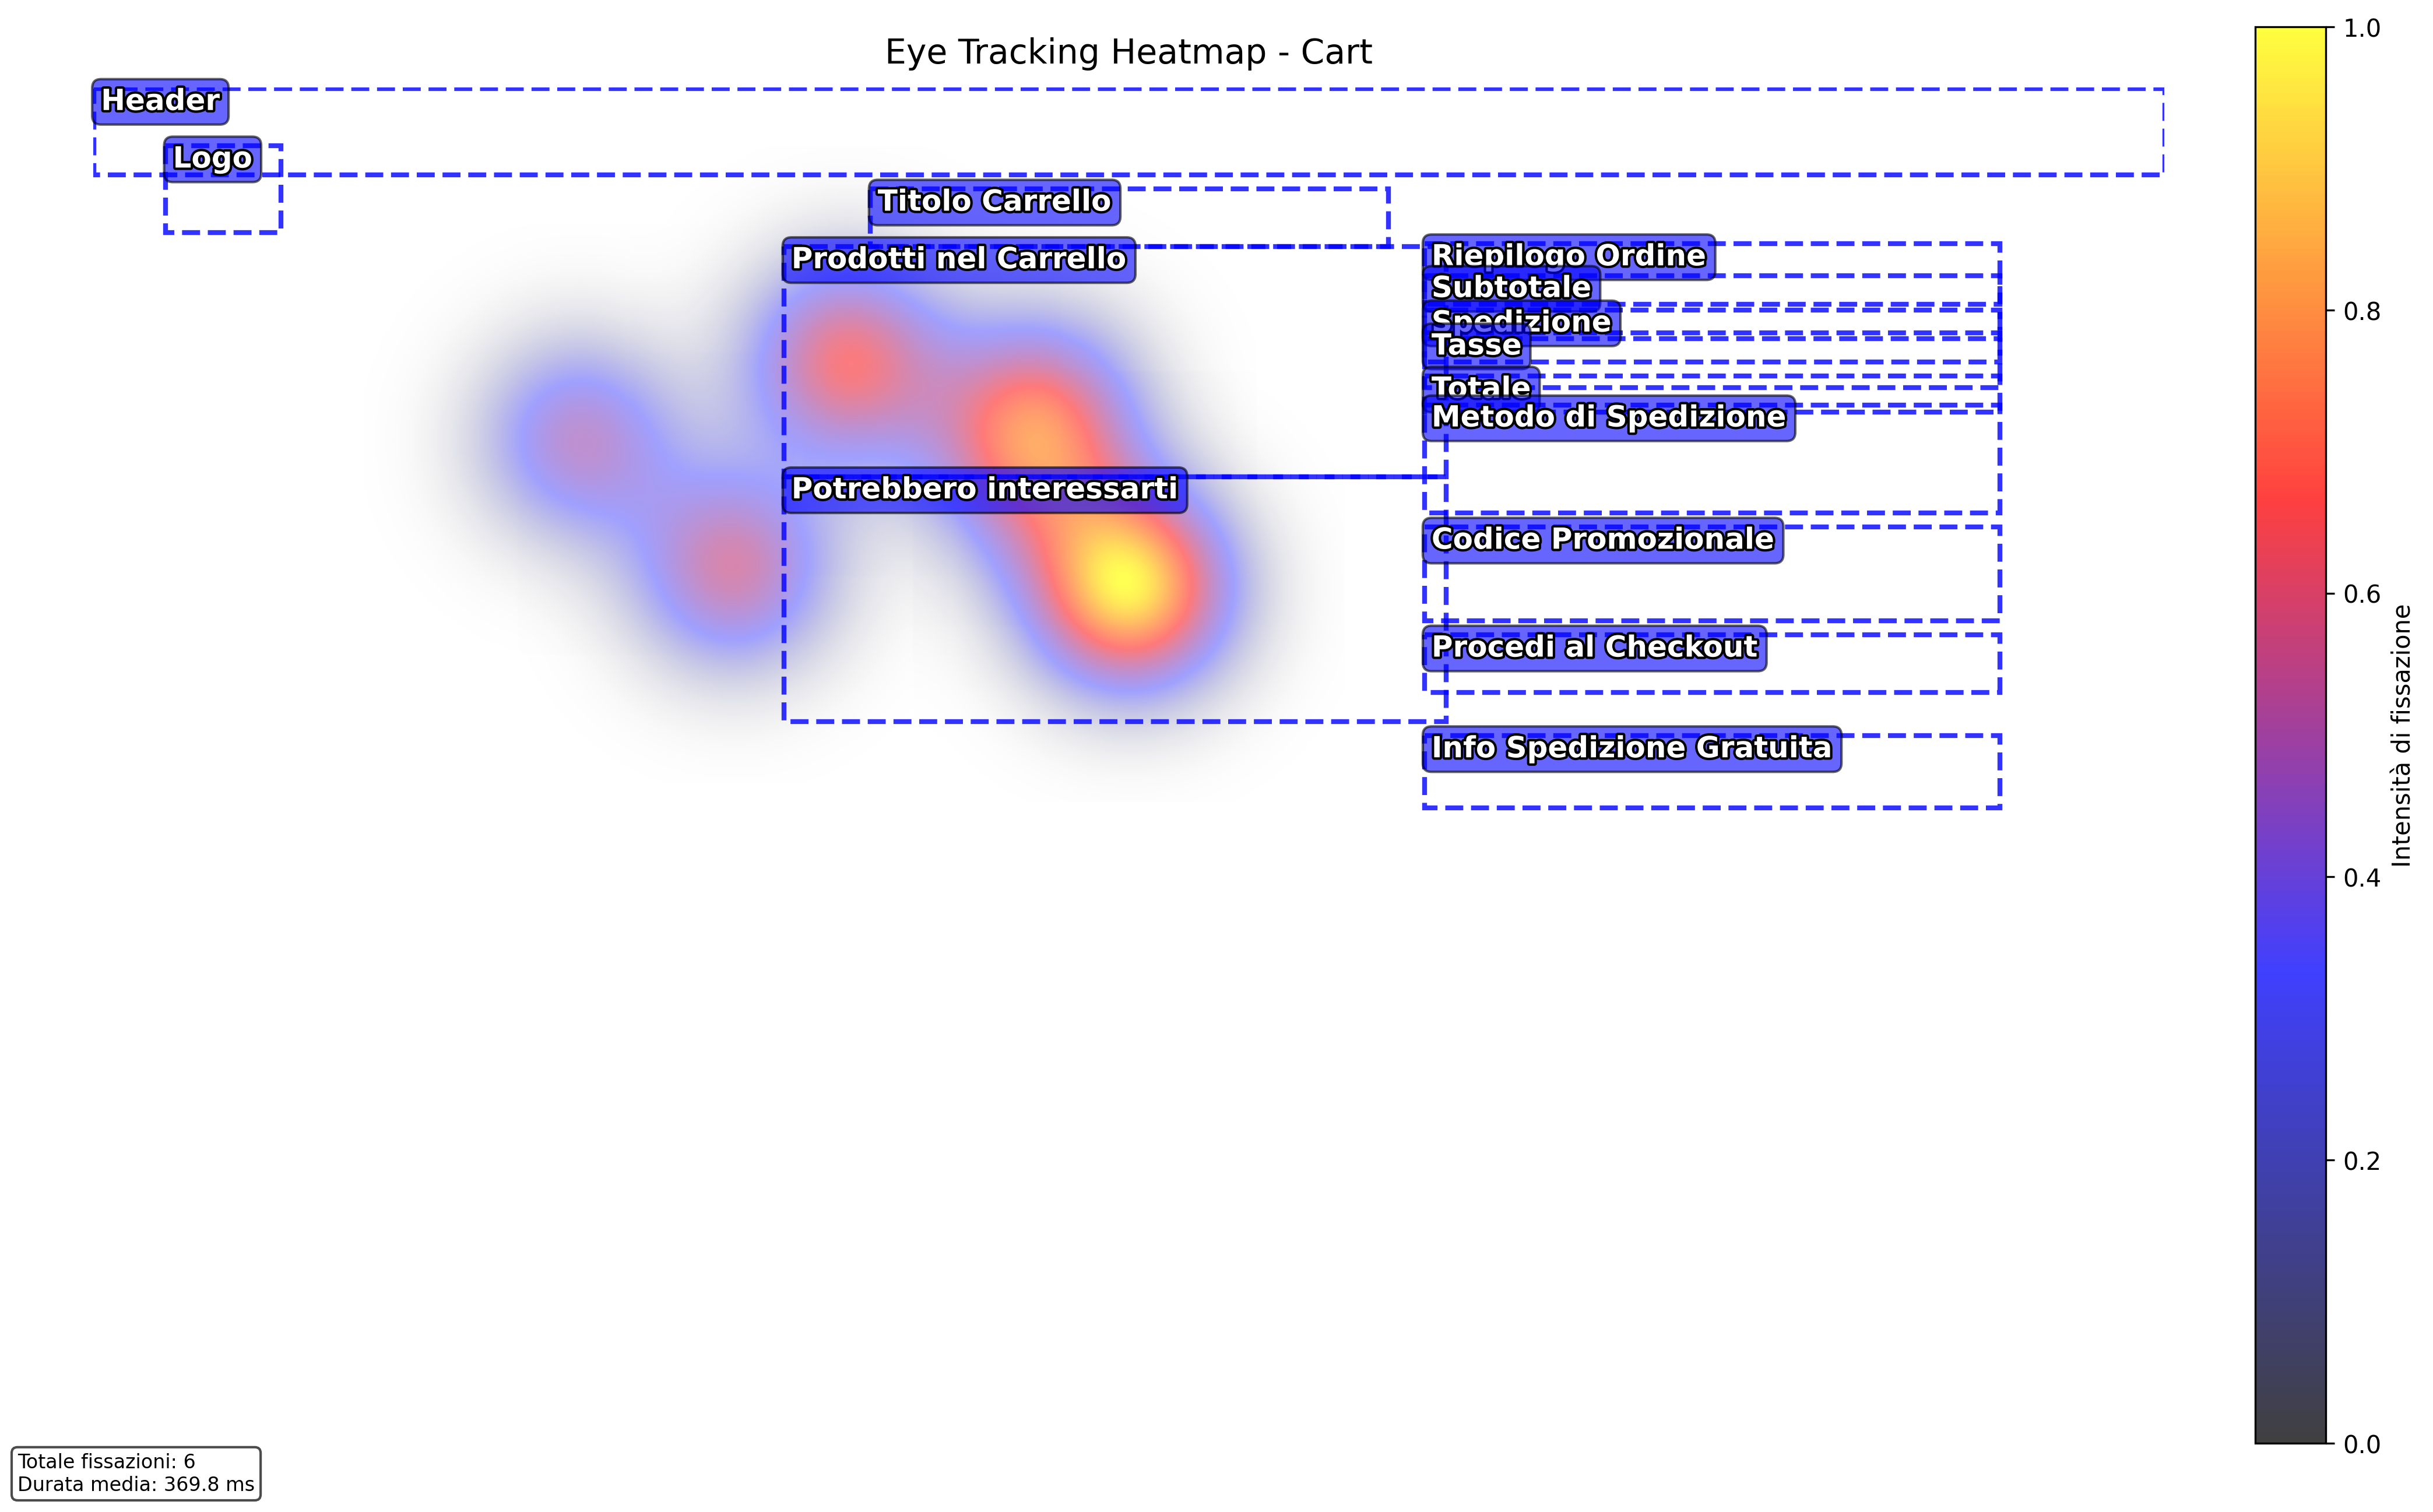 Eye Tracking Heatmap - Cart
Header
Logo
Titolo Carrello
Prodotti nel Carrello
Potrebbero interessarti
Riepilogo Ordine
Subtotale
Spedizione
Tasse
Totale
Metodo di Spedizione
Codice Promozionale
Procedi al Checkout
Info Spedizione Gratuita
1.0
0.8
0.6
0.4
0.2
0.0
Intensità di fissazione
Totale fissazioni: 6
Durata media: 369.8 ms